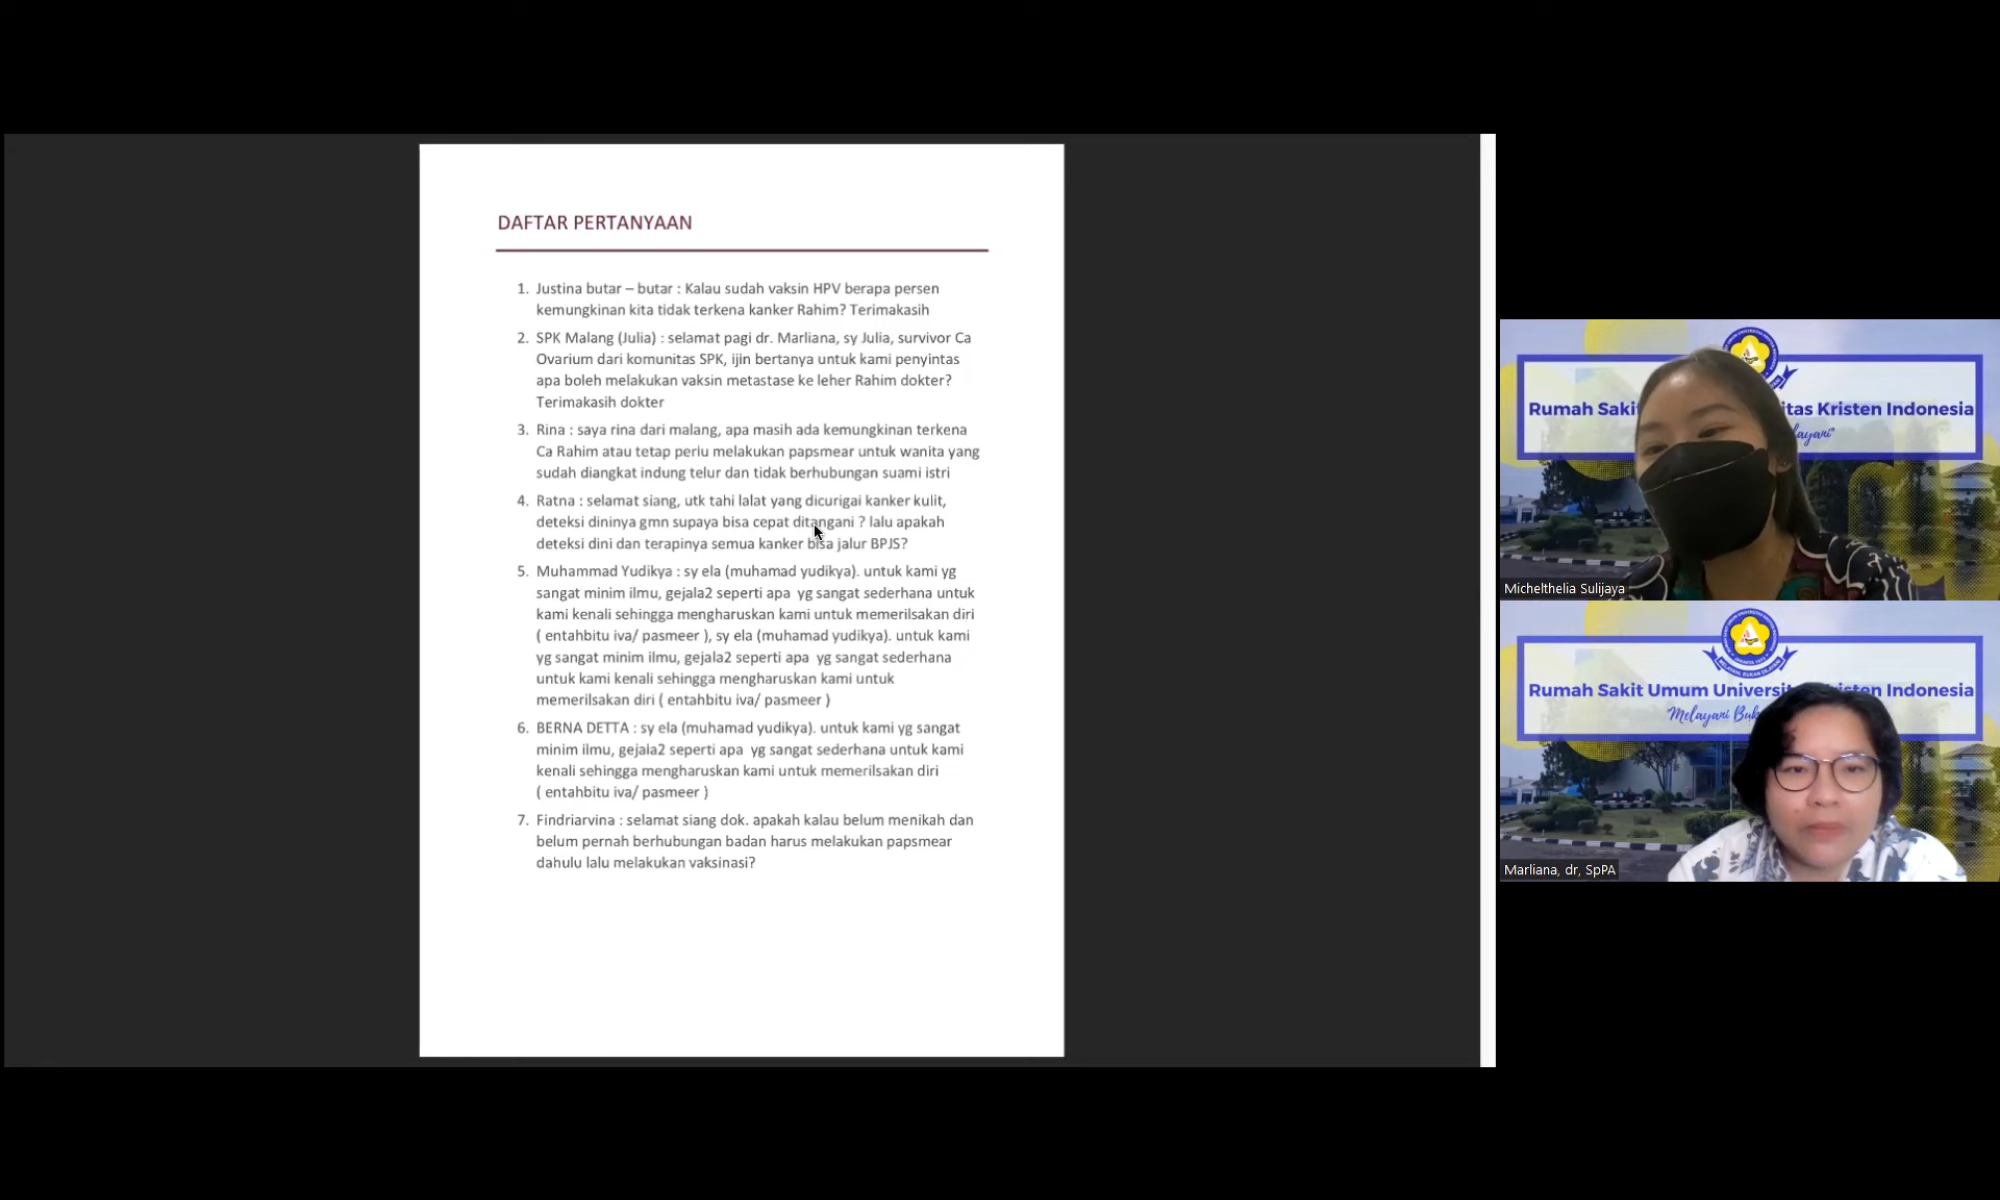 DAFTAR PERTANYAAN
1. Justina butar – butar : Kalau sudah vaksin HPV berapa persen
kemungkinan kita tidak terkena kanker Rahim? Terimakasih
2. SPK Malang (Julia) : selamat pagi dr. Marliana, sy Julia, survivor Ca
Ovarium dari komunitas SPK, ijin bertanya untuk kami penyintas
apa boleh melakukan vaksin metastase ke leher Rahim dokter?
Terimakasih dokter
3. Rina : saya rina dari malang, apa masih ada kemungkinan terkena
Ca Rahim atau tetap perlu melakukan papsmear untuk wanita yang
sudah diangkat indung telur dan tidak berhubungan suami istri
4. Ratna : selamat siang, utk tahi lalat yang dicurigai kanker kulit,
deteksi dininya gmn supaya bisa cepat ditangani ? lalu apakah
deteksi dini dan terapinya semua kanker bisa jalur BPJS?
5. Muhammad Yudikya : sy ela (muhamad yudikya). untuk kami yg
sangat minim ilmu, gejala2 seperti apa yg sangat sederhana untuk
kami kenali sehingga mengharuskan kami untuk memerilsakan diri
( entahbitu iva/ pasmeer ), sy ela (muhamad yudikya). untuk kami
yg sangat minim ilmu, gejala2 seperti apa yg sangat sederhana
untuk kami kenali sehingga mengharuskan kami untuk
memerilsakan diri ( entahbitu iva/ pasmeer )
6. BERNA DETTA : sy ela (muhamad yudikya). untuk kami yg sangat
minim ilmu, gejala2 seperti apa yg sangat sederhana untuk kami
kenali sehingga mengharuskan kami untuk memerilsakan diri
( entahbitu iva/ pasmeer )
7. Findriarvina : selamat siang dok. apakah kalau belum menikah dan
belum pernah berhubungan badan harus melakukan papsmear
dahulu lalu melakukan vaksinasi?
Rumah Sakit itas Kristen Indonesia
layani"
Michelthelia Sulijaya
Rumah Sakit Umum Universit Kristen Indonesia
"Melayani Buk
Marliana, dr, SpPA